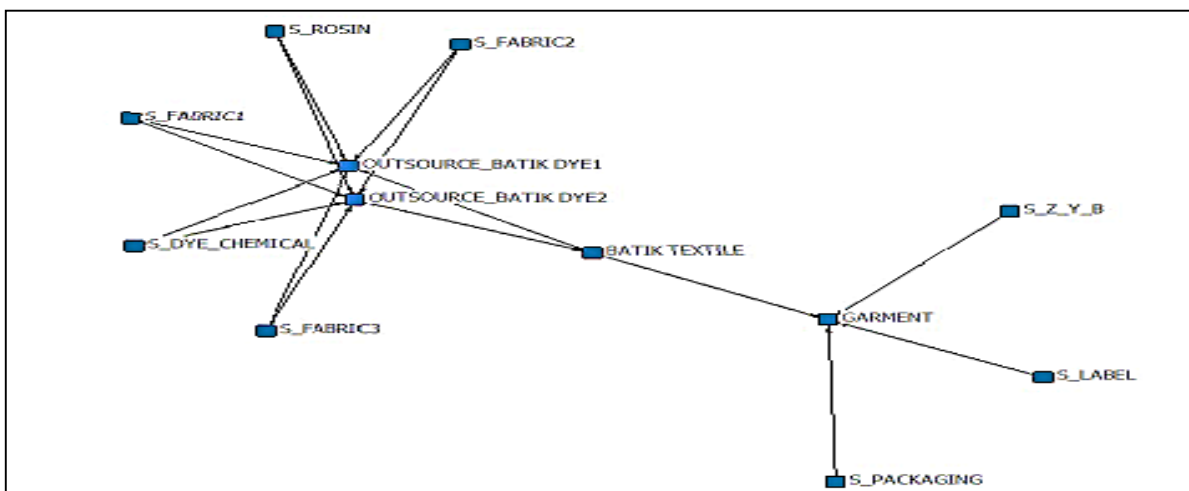 S_ROSIN
S_FABRIC2
S_FABRIC1
OUTSOURCE_BATIK DYE1
OUTSOURCE_BATIK DYE2
S_Z_Y_B
S_DYE_CHEMICAL
BATIK TEXTILE
GARMENT
S_FABRIC3
S_LABEL
S_PACKAGING